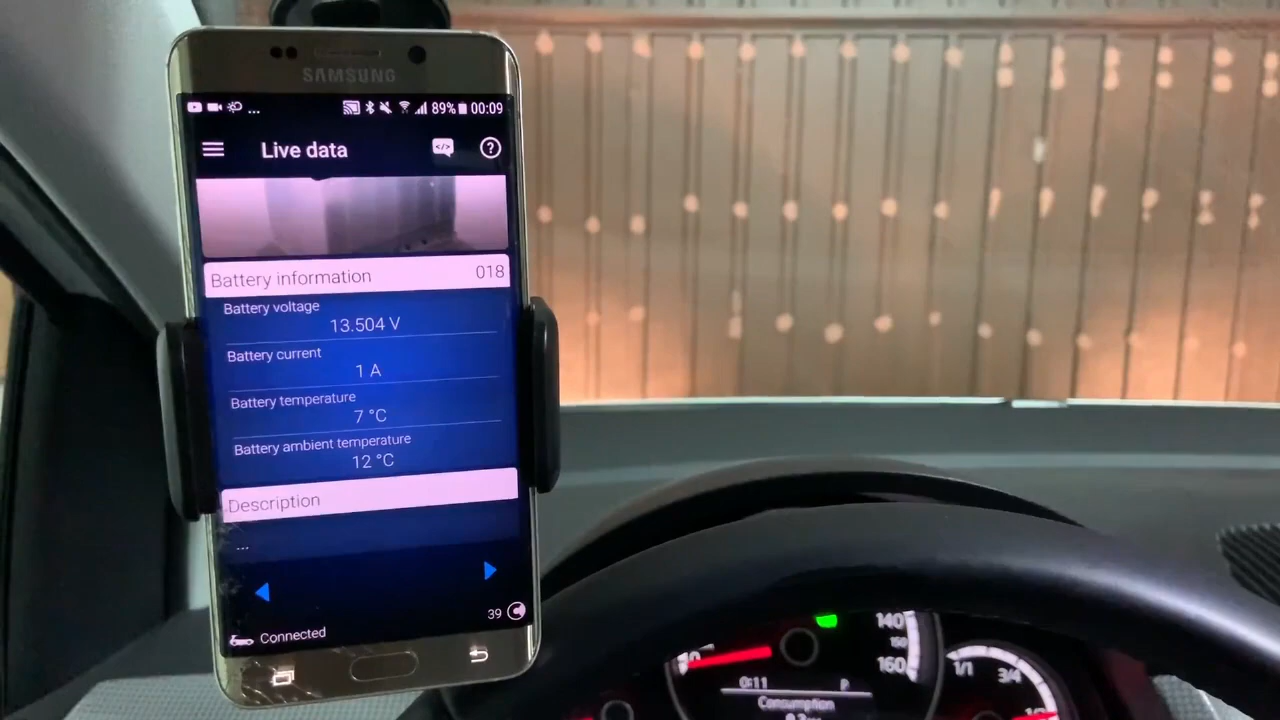 SAMSUNG
... 89% 00:09
Live data </> ?
Battery information 018
Battery voltage
13.504 V
Battery current
1 A
Battery temperature
7 °C
Battery ambient temperature
12 °C
Description
...
39
Connected
140
150
160
0:11 P
Consumption
1/1 3/4